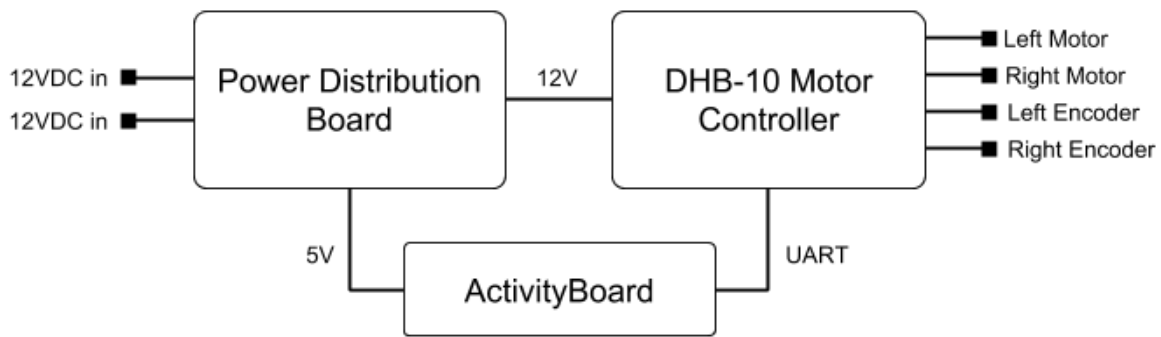 12VDC in
12VDC in
Power Distribution
Board
12V
DHB-10 Motor
Controller
Left Motor
Right Motor
Left Encoder
Right Encoder
5V
ActivityBoard
UART